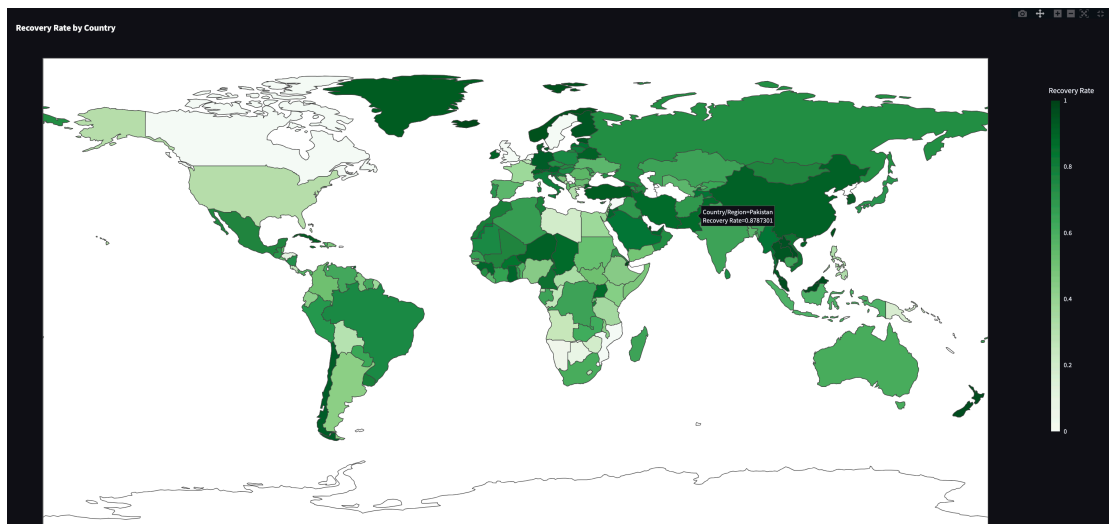 Recovery Rate by Country
Recovery Rate
1
0.8
0.6
0.4
0.2
0
Country/Region=Pakistan
Recovery Rate=0.8787301